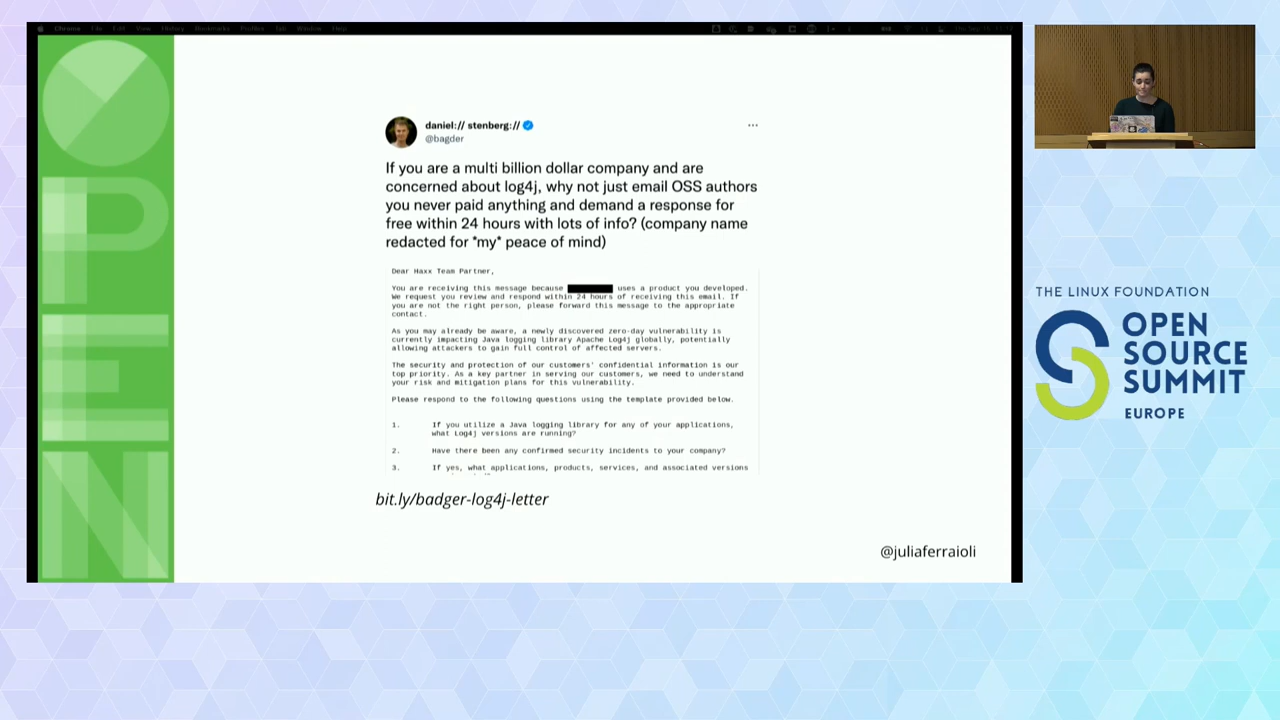 Chrome File Edit View History Bookmarks Profiles Tab Window Help
OPEN
daniel:// stenberg://
@bagder
If you are a multi billion dollar company and are
concerned about log4j, why not just email OSS authors
you never paid anything and demand a response for
free within 24 hours with lots of info? (company name
redacted for *my* peace of mind)
Dear Haxx Team Partner,
You are receiving this message because uses a product you developed.
We request you review and respond within 24 hours of receiving this email. If
you are not the right person, please forward this message to the appropriate
contact.
As you may already be aware, a newly discovered zero-day vulnerability is
currently impacting Java logging library Apache Log4j globally, potentially
allowing attackers to gain full control of affected servers.
The security and protection of our customers' confidential information is our
top priority. As a key partner in serving our customers, we need to understand
your risk and mitigation plans for this vulnerability.
Please respond to the following questions using the template provided below.
1. If you utilize a Java logging library for any of your applications,
what Log4j versions are running?
2. Have there been any confirmed security incidents to your company?
3. If yes, what applications, products, services, and associated versions
bit.ly/badger-log4j-letter
@juliaferraioli
THE LINUX FOUNDATION
OPEN
SOURCE
SUMMIT
EUROPE